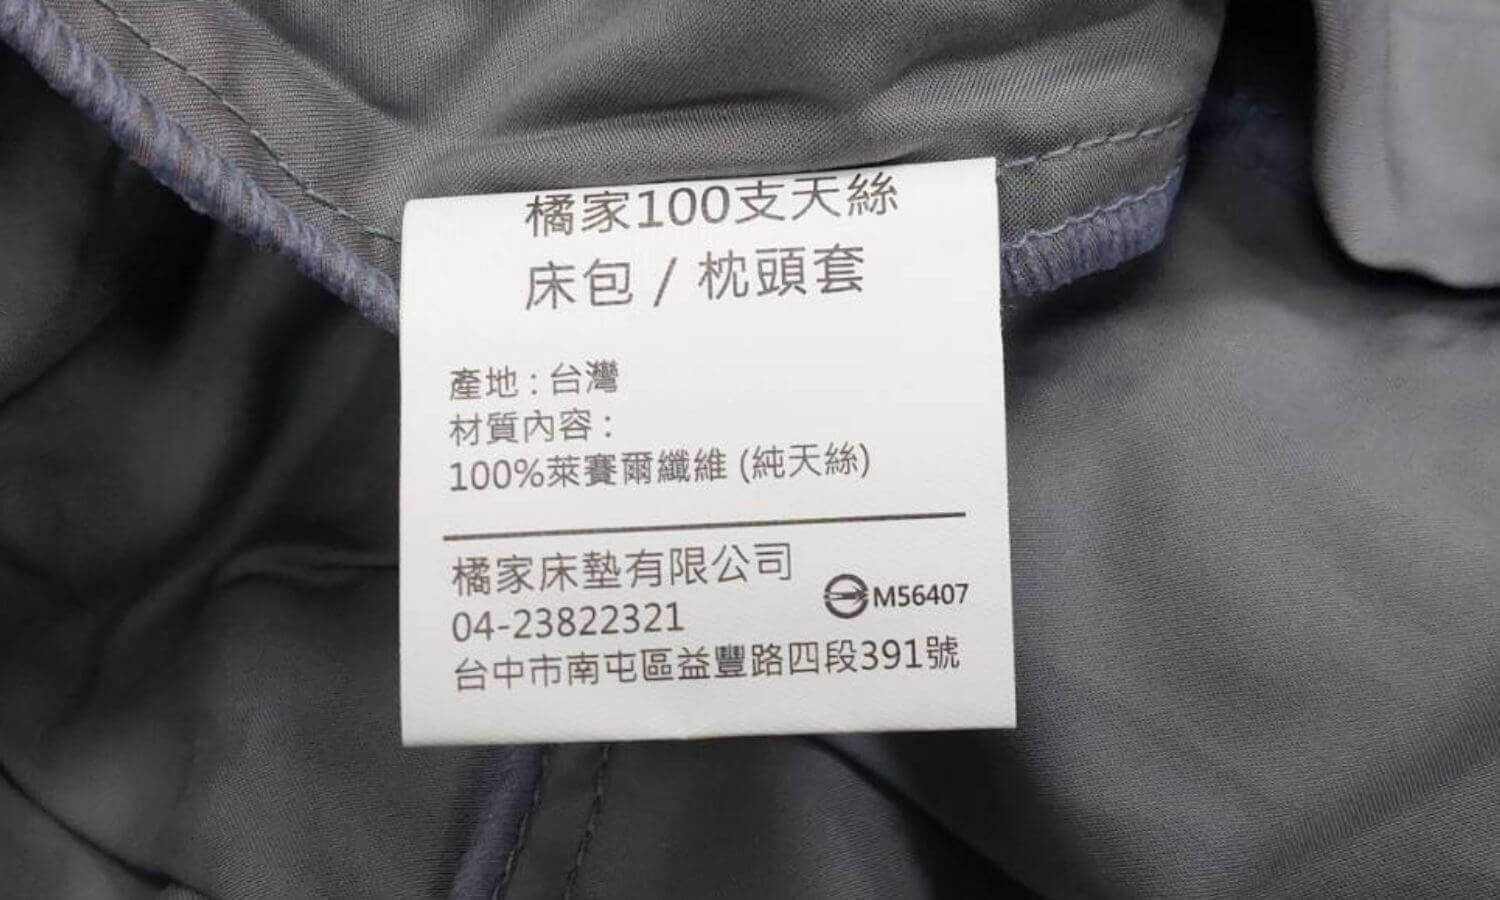 橘家100支天絲
床包 / 枕頭套
產地 : 台灣
材質內容 :
100%萊賽爾纖維 (純天絲)
橘家床墊有限公司
04-23822321
M56407
台中市南屯區益豐路四段391號